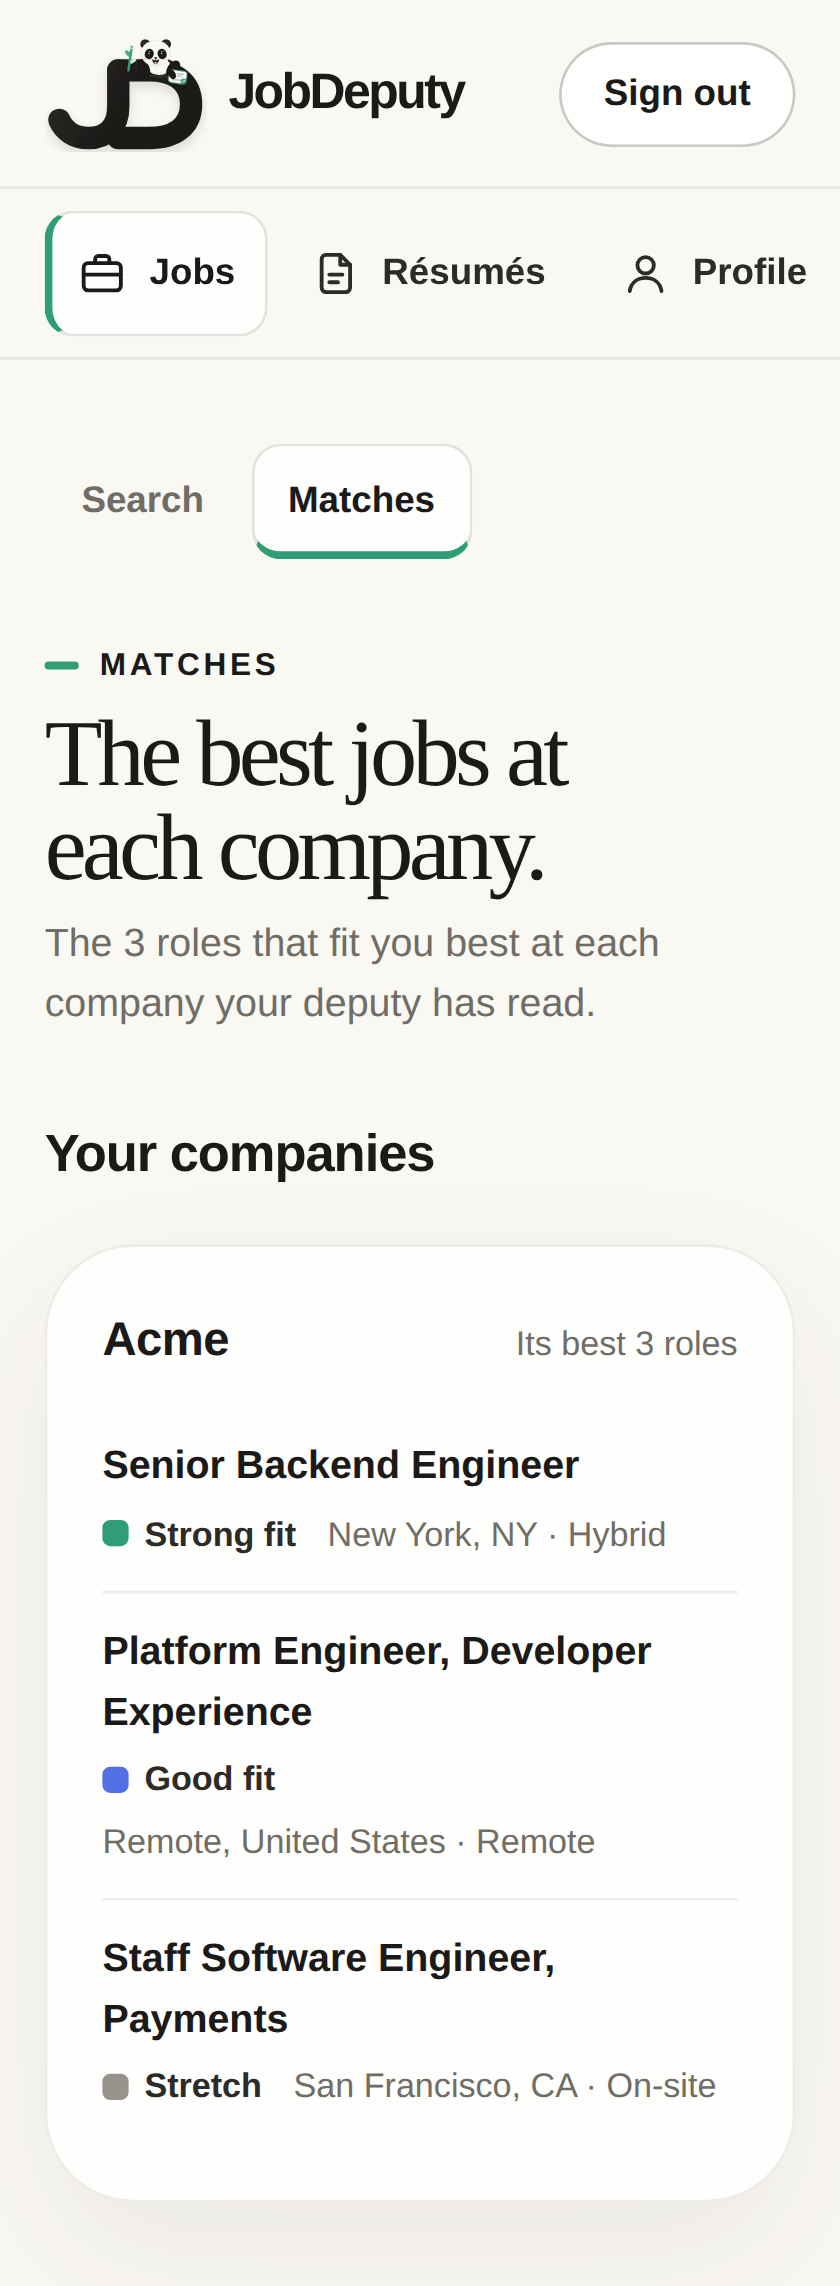 JD JobDeputy
Sign out
Jobs
Résumés
Profile
Search
Matches
MATCHES
The best jobs at
each company.
The 3 roles that fit you best at each
company your deputy has read.
Your companies
Acme
Its best 3 roles
Senior Backend Engineer
Strong fit New York, NY · Hybrid
Platform Engineer, Developer
Experience
Good fit
Remote, United States · Remote
Staff Software Engineer,
Payments
Stretch San Francisco, CA · On-site